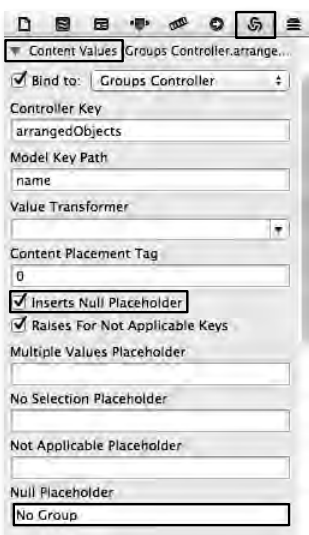 Content Values Groups Controller.arrange....
Bind to: Groups Controller
Controller Key
arrangedObjects
Model Key Path
name
Value Transformer
Content Placement Tag
0
Inserts Null Placeholder
Raises For Not Applicable Keys
Multiple Values Placeholder
No Selection Placeholder
Not Applicable Placeholder
Null Placeholder
No Group